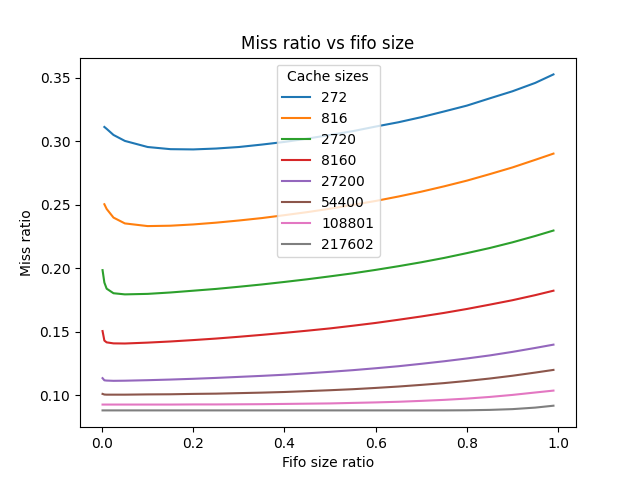 Miss ratio vs fifo size
Cache sizes
272
816
2720
8160
27200
54400
108801
217602
Miss ratio
0.35
0.30
0.25
0.20
0.15
0.10
0.0 0.2 0.4 0.6 0.8 1.0
Fifo size ratio